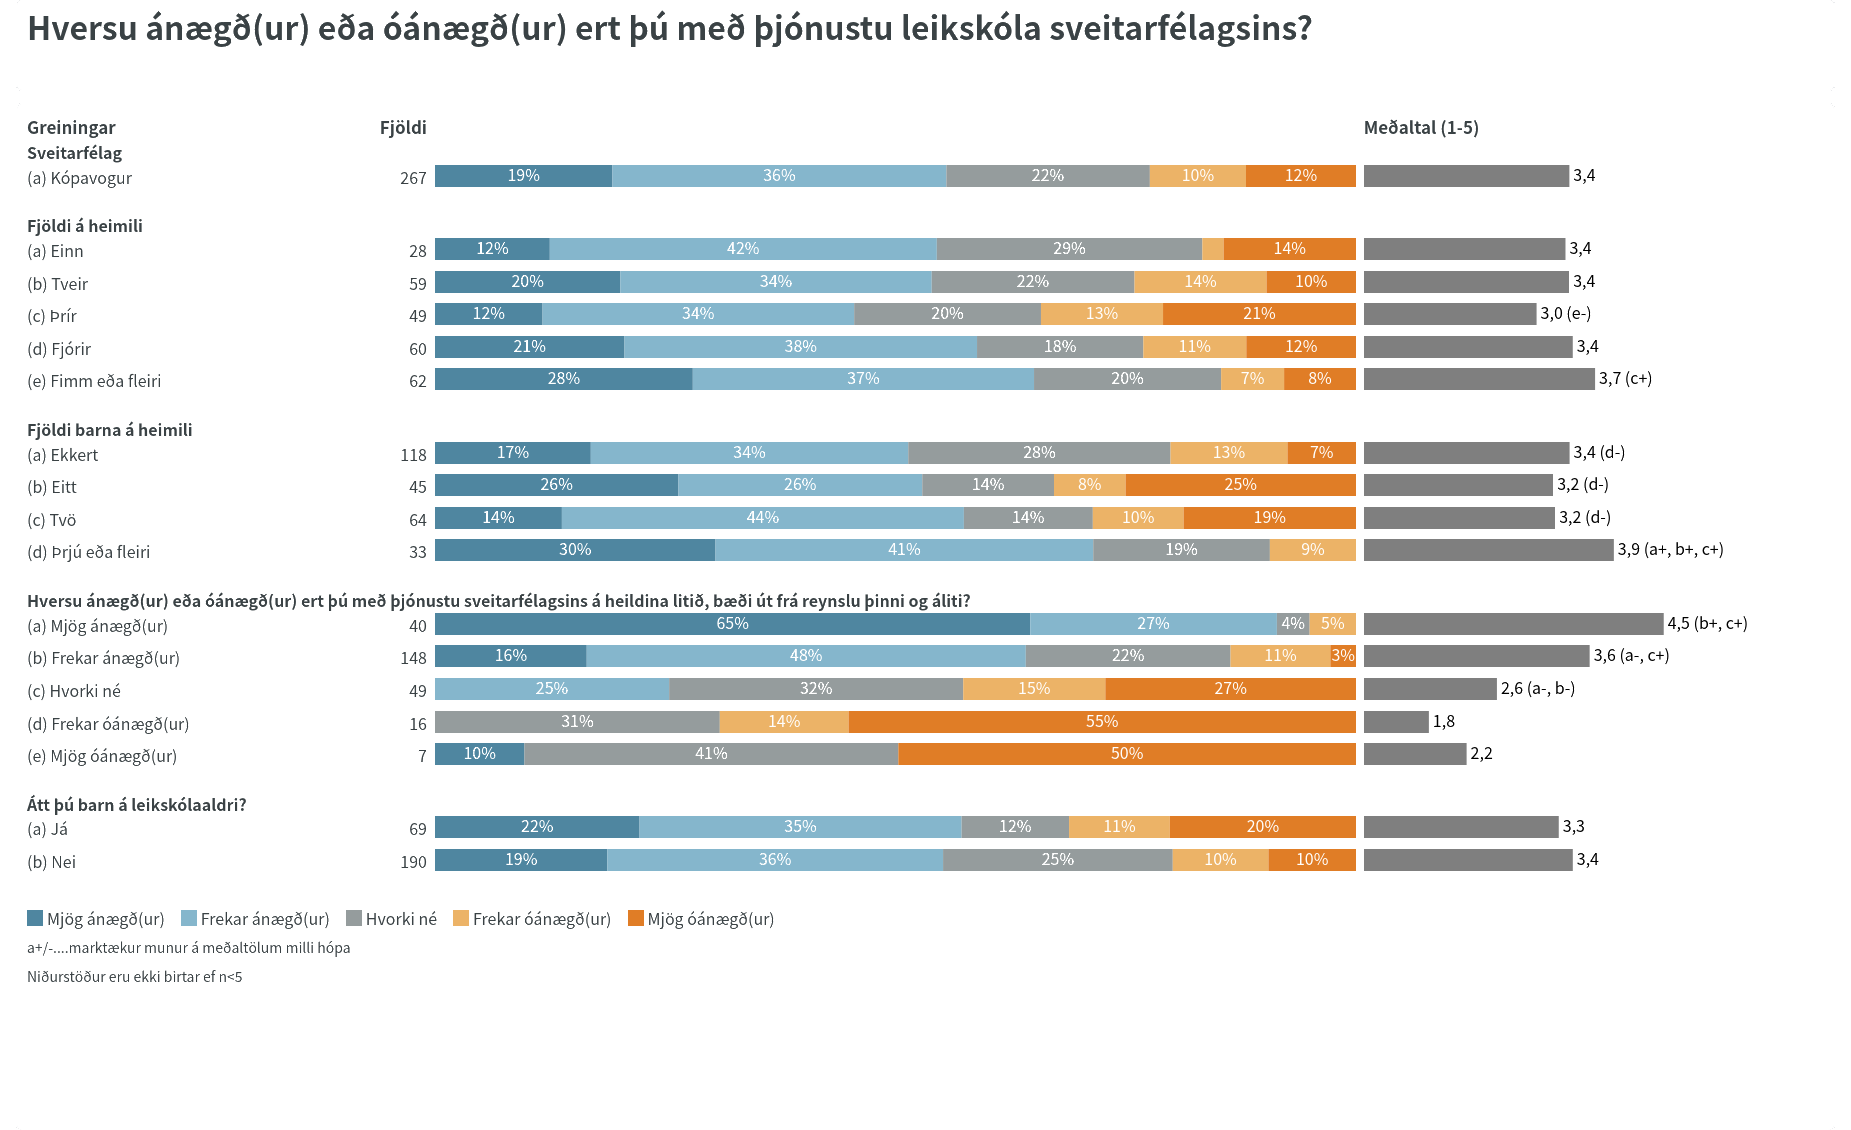 Hversu ánægð(ur) eða óánægð(ur) ert þú með þjónustu leikskóla sveitarfélagsins?
Greiningar Fjöldi Meðaltal (1-5)
Sveitarfélag
(a) Kópavogur 267 19% 36% 22% 10% 12% 3,4
Fjöldi á heimili
(a) Einn 28 12% 42% 29% 14% 3,4
(b) Tveir 59 20% 34% 22% 14% 10% 3,4
(c) Þrír 49 12% 34% 20% 13% 21% 3,0 (e-)
(d) Fjórir 60 21% 38% 18% 11% 12% 3,4
(e) Fimm eða fleiri 62 28% 37% 20% 7% 8% 3,7 (c+)
Fjöldi barna á heimili
(a) Ekkert 118 17% 34% 28% 13% 7% 3,4 (d-)
(b) Eitt 45 26% 26% 14% 8% 25% 3,2 (d-)
(c) Tvö 64 14% 44% 14% 10% 19% 3,2 (d-)
(d) Þrjú eða fleiri 33 30% 41% 19% 9% 3,9 (a+, b+, c+)
Hversu ánægð(ur) eða óánægð(ur) ert þú með þjónustu sveitarfélagsins á heildina litið, bæði út frá reynslu þinni og áliti?
(a) Mjög ánægð(ur) 40 65% 27% 4% 5% 4,5 (b+, c+)
(b) Frekar ánægð(ur) 148 16% 48% 22% 11% 3% 3,6 (a-, c+)
(c) Hvorki né 49 25% 32% 15% 27% 2,6 (a-, b-)
(d) Frekar óánægð(ur) 16 31% 14% 55% 1,8
(e) Mjög óánægð(ur) 7 10% 41% 50% 2,2
Átt þú barn á leikskólaaldri?
(a) Já 69 22% 35% 12% 11% 20% 3,3
(b) Nei 190 19% 36% 25% 10% 10% 3,4
Mjög ánægð(ur) Frekar ánægð(ur) Hvorki né Frekar óánægð(ur) Mjög óánægð(ur)
a+/-....marktækur munur á meðaltölum milli hópa
Niðurstöður eru ekki birtar ef n<5